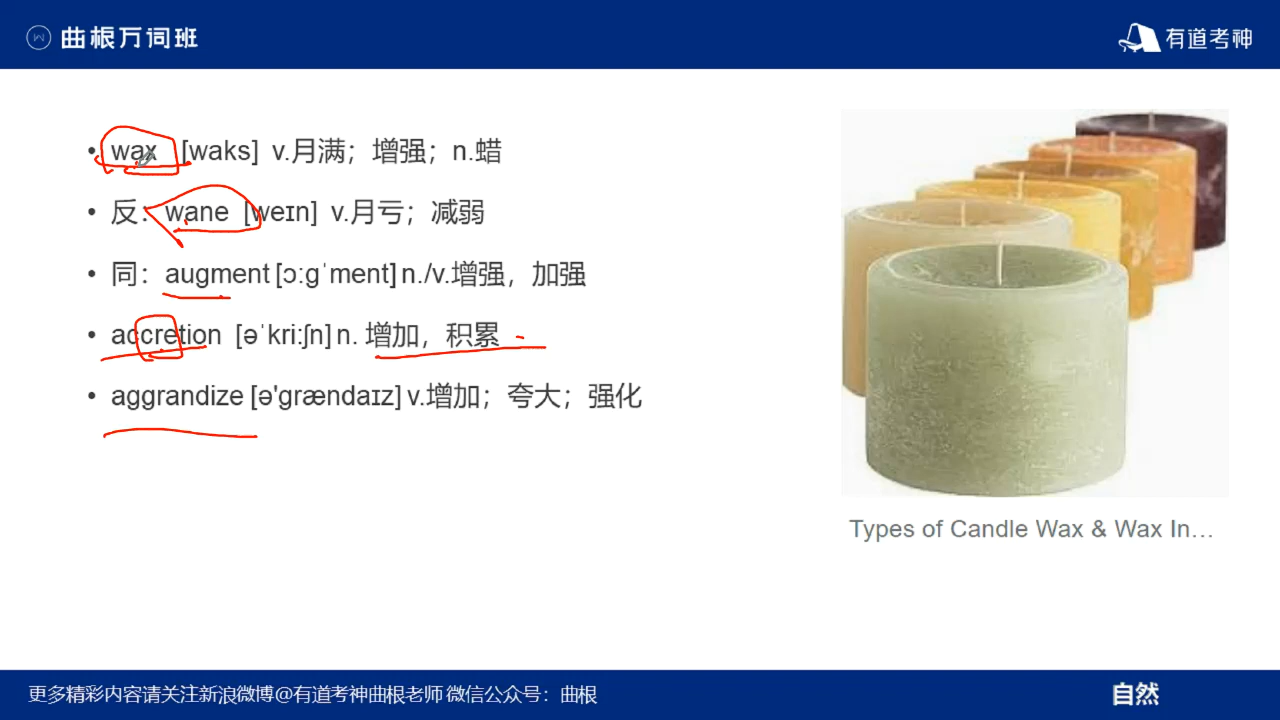 曲根万词班
有道考神
• wax [waks] v.月满；增强；n.蜡
• 反：wane [weɪn] v.月亏；减弱
• 同：augment [ɔːɡˈment] n./v.增强，加强
• accretion [əˈkriːʃn] n. 增加，积累
• aggrandize [ə'ɡrændaɪz] v.增加；夸大；强化
Types of Candle Wax & Wax In…
更多精彩内容请关注新浪微博@有道考神曲根老师 微信公众号：曲根
自然